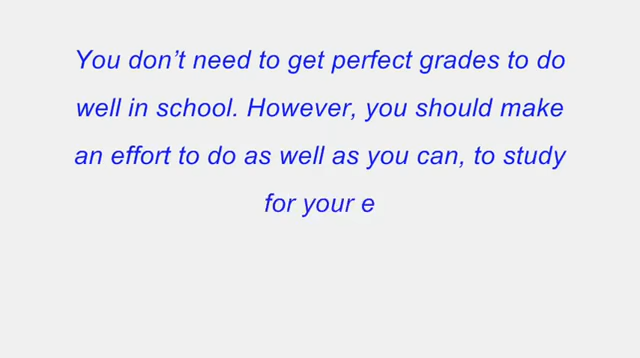 You don’t need to get perfect grades to do
well in school. However, you should make
an effort to do as well as you can, to study
for your e